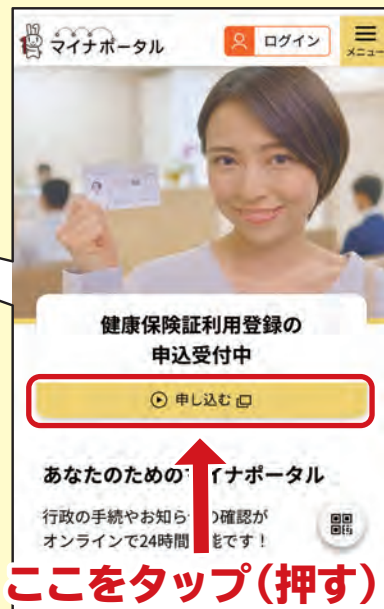 マイナポータル
ログイン
メニュー
健康保険証利用登録の
申込受付中
申し込む
あなたのための イナポータル
行政の手続やお知ら の確認が
オンラインで24時間 能です！
ここをタップ（押す）